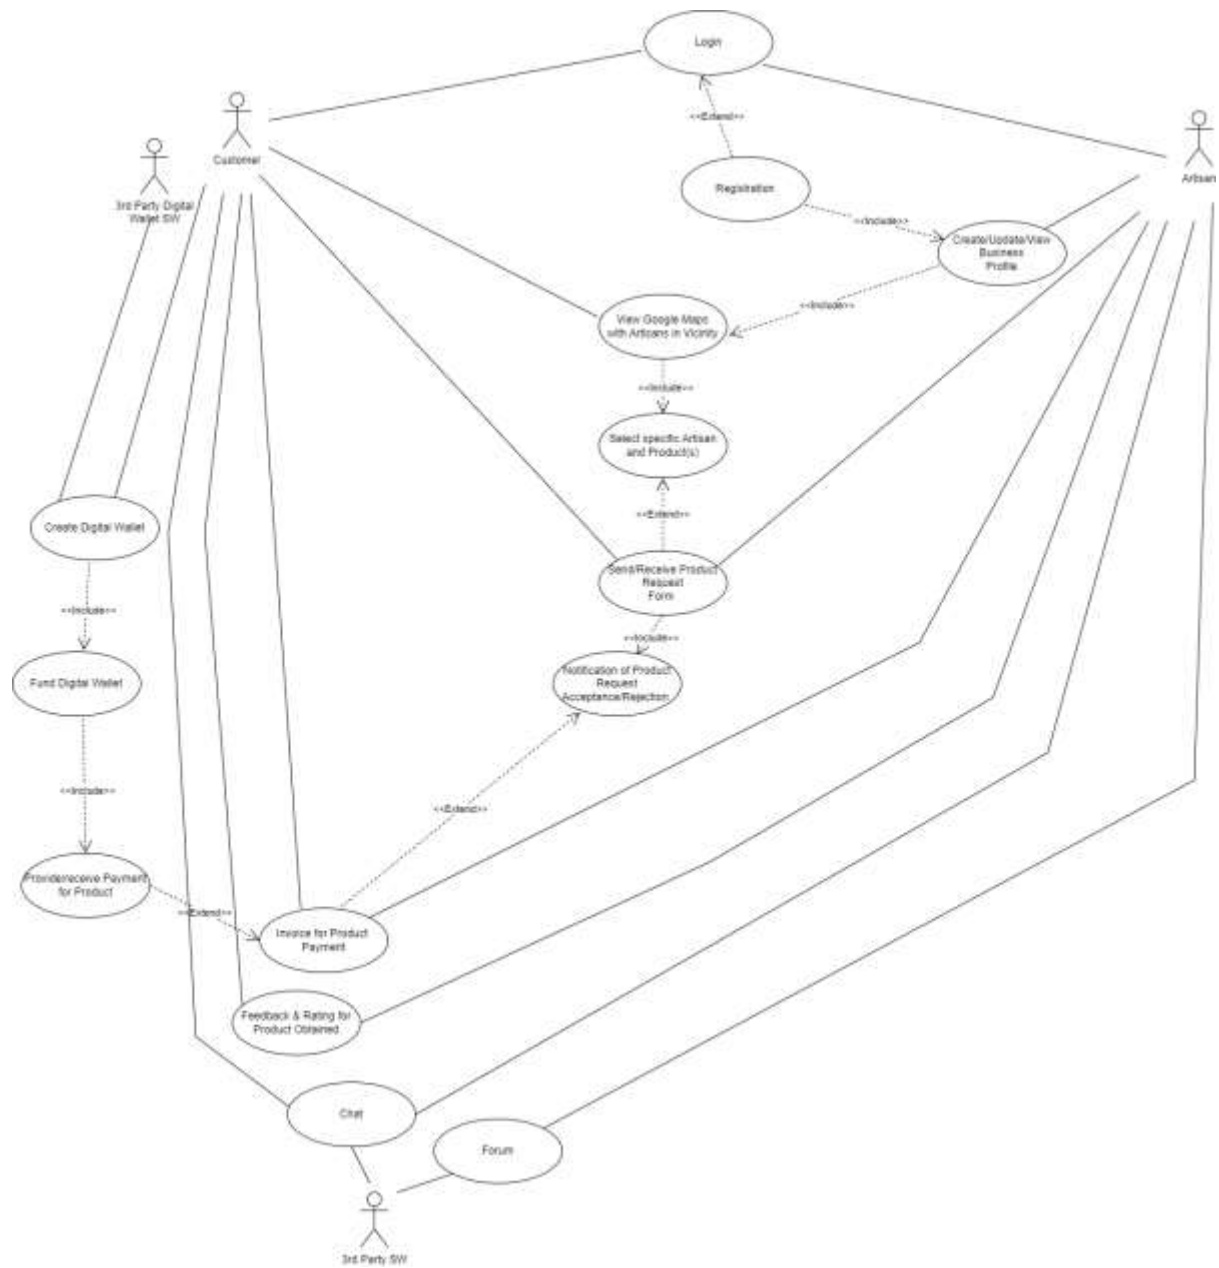 Login
Customer
3rd Party Digital
Wallet SW
Artisan
<<Extend>>
Registration
<<Include>>
Create/Update/View
Business
Profile
<<Include>>
View Google Maps
with Artisans in Vicinity
<<Include>>
Select specific Artisan
and Product(s)
<<Extend>>
Create Digital Wallet
Send/Receive Product
Request
Form
<<Include>>
<<Include>>
Fund Digital Wallet
Notification of Product
Request
Acceptance/Rejection
<<Include>>
<<Extend>>
Provide/receive Payment
for Product
<<Extend>>
Invoice for Product
Payment
Feedback & Rating for
Product Obtained
Chat
Forum
3rd Party SW